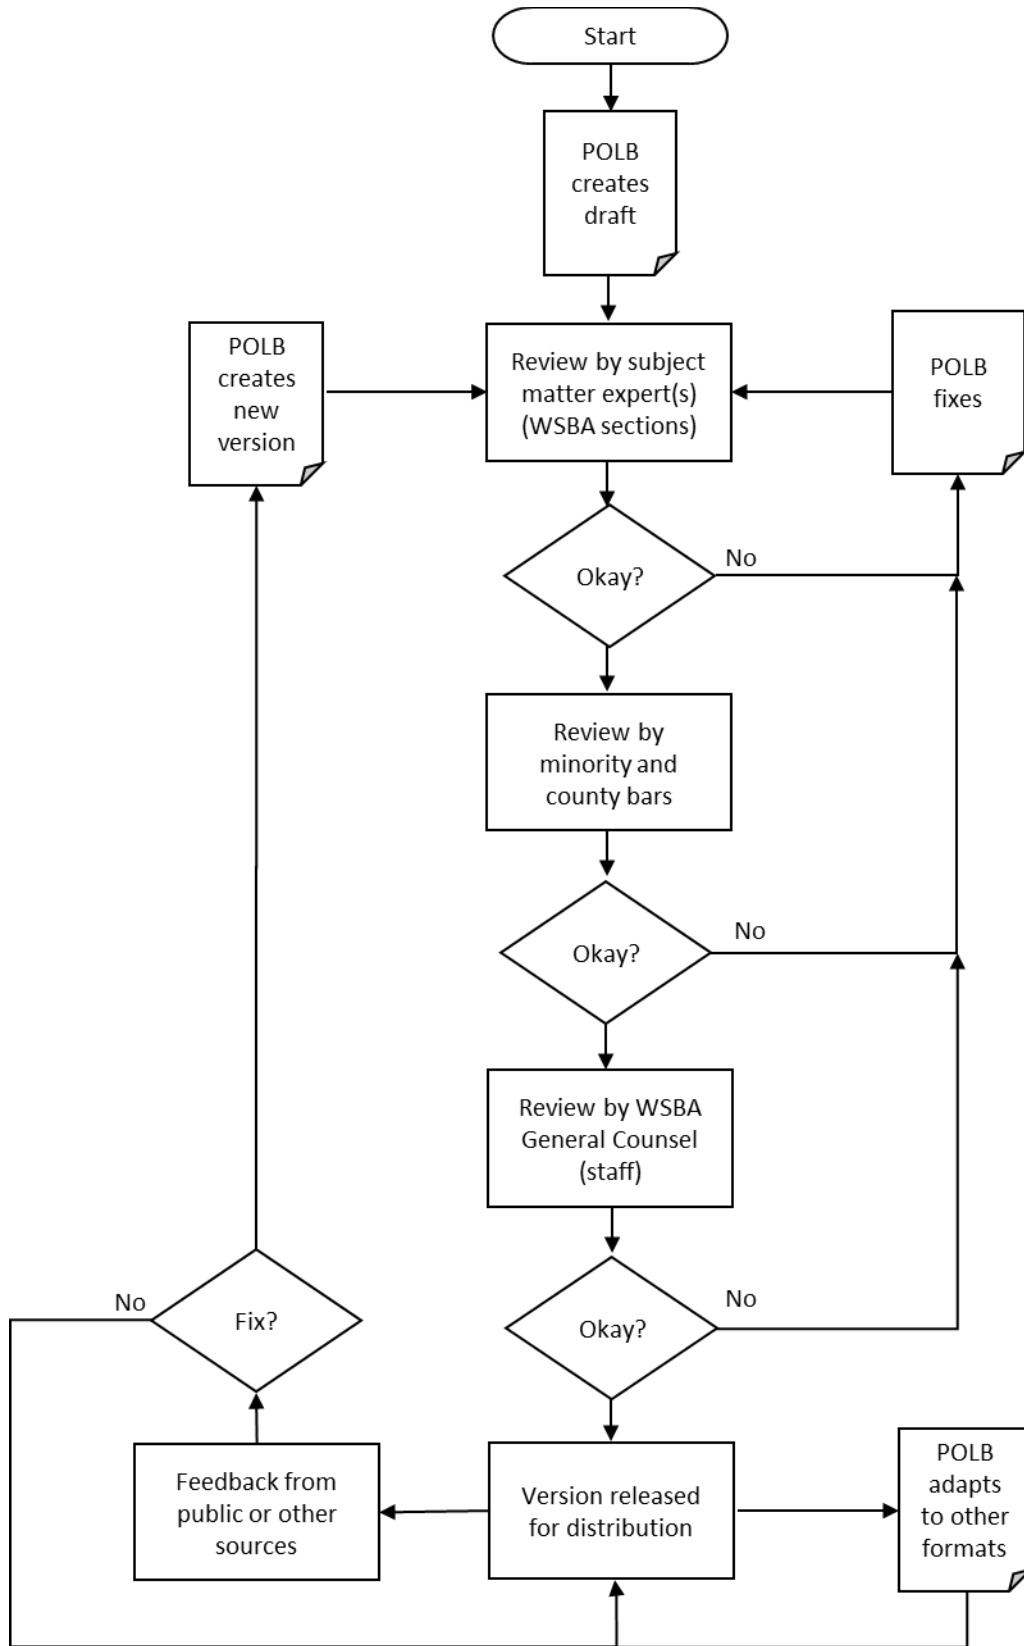 Start
POLB
creates
draft
POLB
creates
new
version
Review by subject
matter expert(s)
(WSBA sections)
POLB
fixes
Okay?
No
Review by
minority and
county bars
Okay?
No
Review by WSBA
General Counsel
(staff)
Okay?
No
No
Fix?
Feedback from
public or other
sources
Version released
for distribution
POLB
adapts
to other
formats